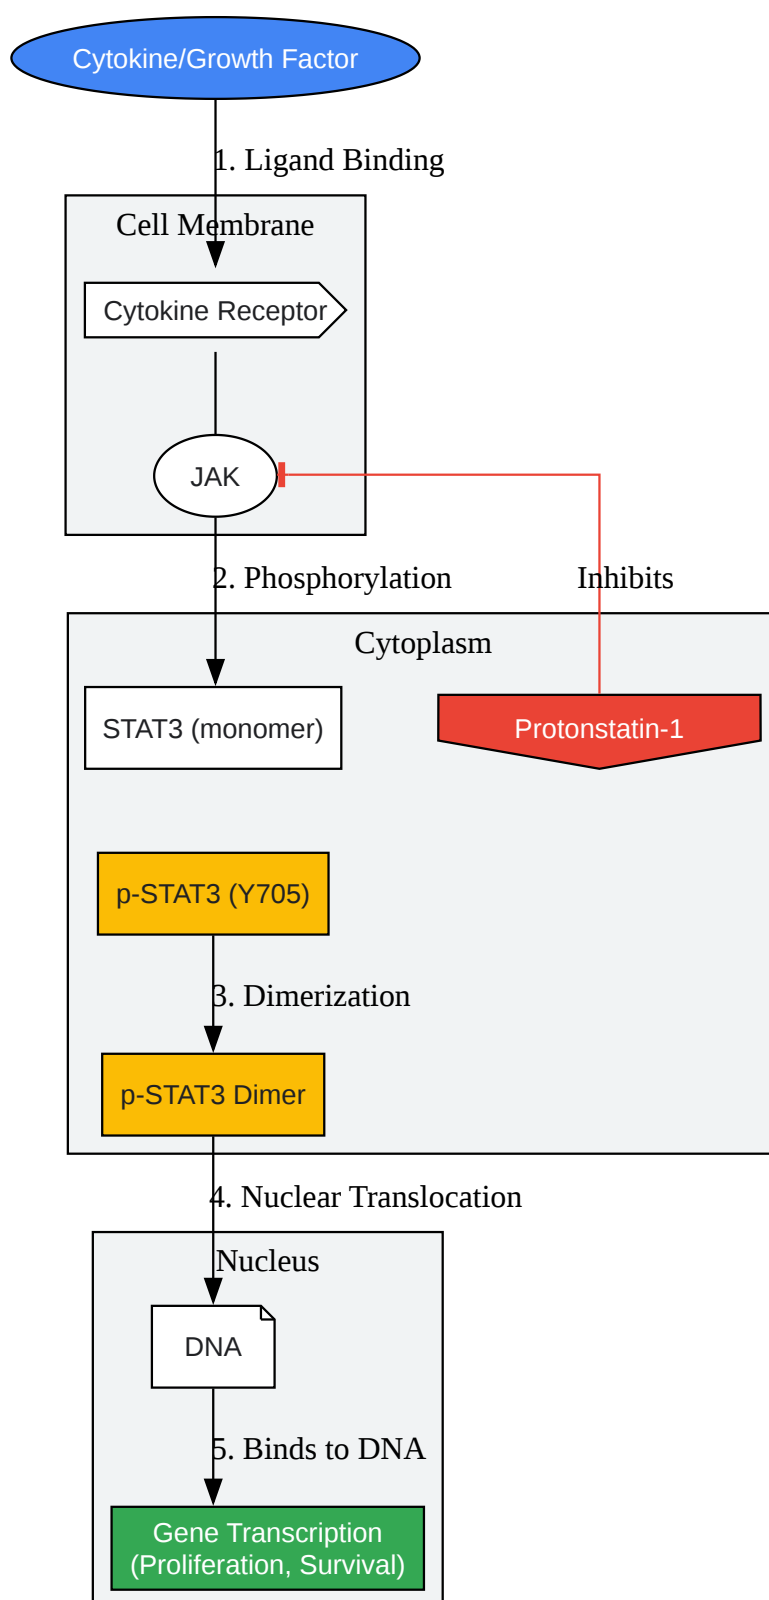 Cytokine/Growth Factor
1. Ligand Binding
Cell Membrane
Cytokine Receptor
JAK
2. Phosphorylation
Inhibits
Cytoplasm
STAT3 (monomer)
Protonstatin-1
p-STAT3 (Y705)
3. Dimerization
p-STAT3 Dimer
4. Nuclear Translocation
Nucleus
DNA
5. Binds to DNA
Gene Transcription
(Proliferation, Survival)